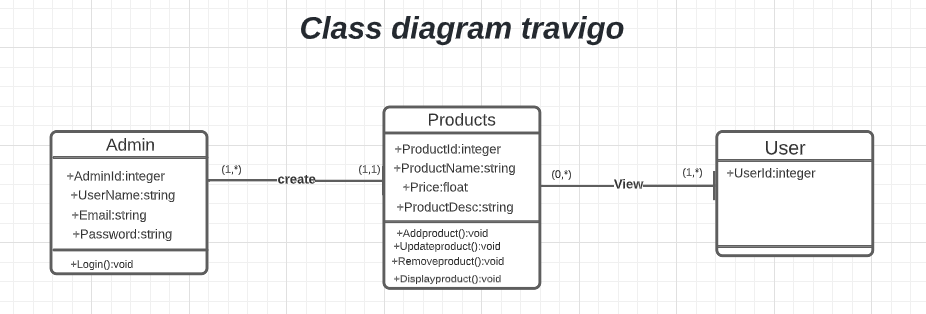 Class diagram travigo
Admin
+AdminId:integer
+UserName:string
+Email:string
+Password:string
+Login():void
(1,*)
create
(1,1)
Products
+ProductId:integer
+ProductName:string
+Price:float
+ProductDesc:string
+Addproduct():void
+Updateproduct():void
+Removeproduct():void
+Displayproduct():void
(0,*)
View
(1,*)
User
+UserId:integer